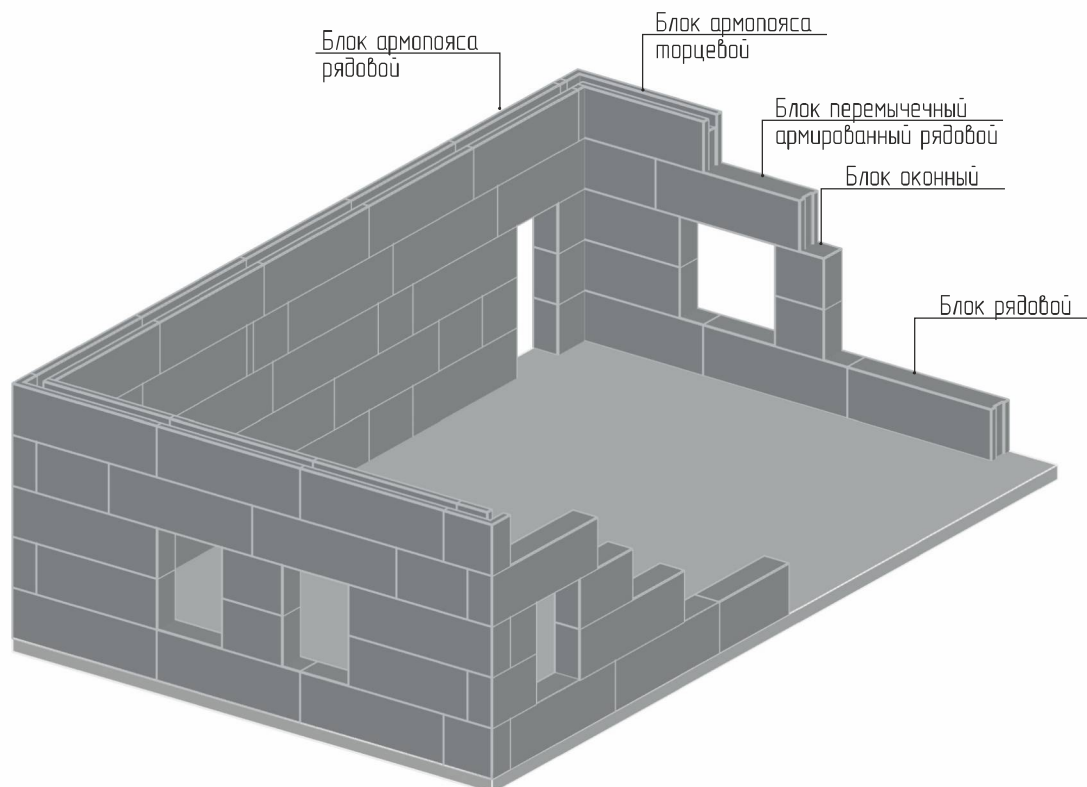 Блок армопояса
рядовой
Блок армопояса
торцевой
Блок перемычечный
армированный рядовой
Блок оконный
Блок рядовой